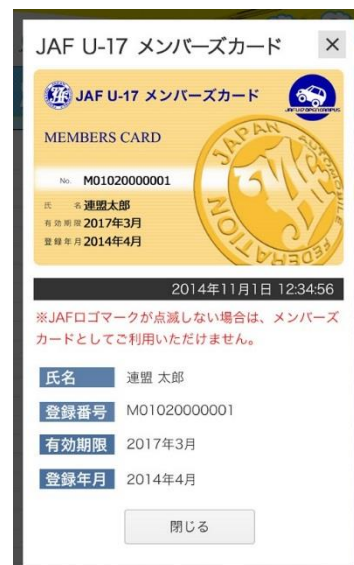 JAF U-17 メンバーズカード ×
JAF U-17 メンバーズカード
MEMBERS CARD
JAPAN AUTOMOBILE FEDERATION
No. M01020000001
氏 名 連盟太郎
有効期限 2017年3月
登録年月 2014年4月
2014年11月1日 12:34:56
※JAFロゴマークが点滅しない場合は、メンバーズ
カードとしてご利用いただけません。
氏名 連盟 太郎
登録番号 M01020000001
有効期限 2017年3月
登録年月 2014年4月
閉じる